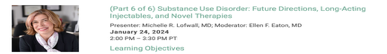 (Part 6 of 6) Substance Use Disorder: Future Directions, Long-Acting
Injectables, and Novel Therapies
Presenter: Michelle R. Lofwall, MD; Moderator: Ellen F. Eaton, MD
January 24, 2024
2:00 PM – 3:30 PM PT
Learning Objectives